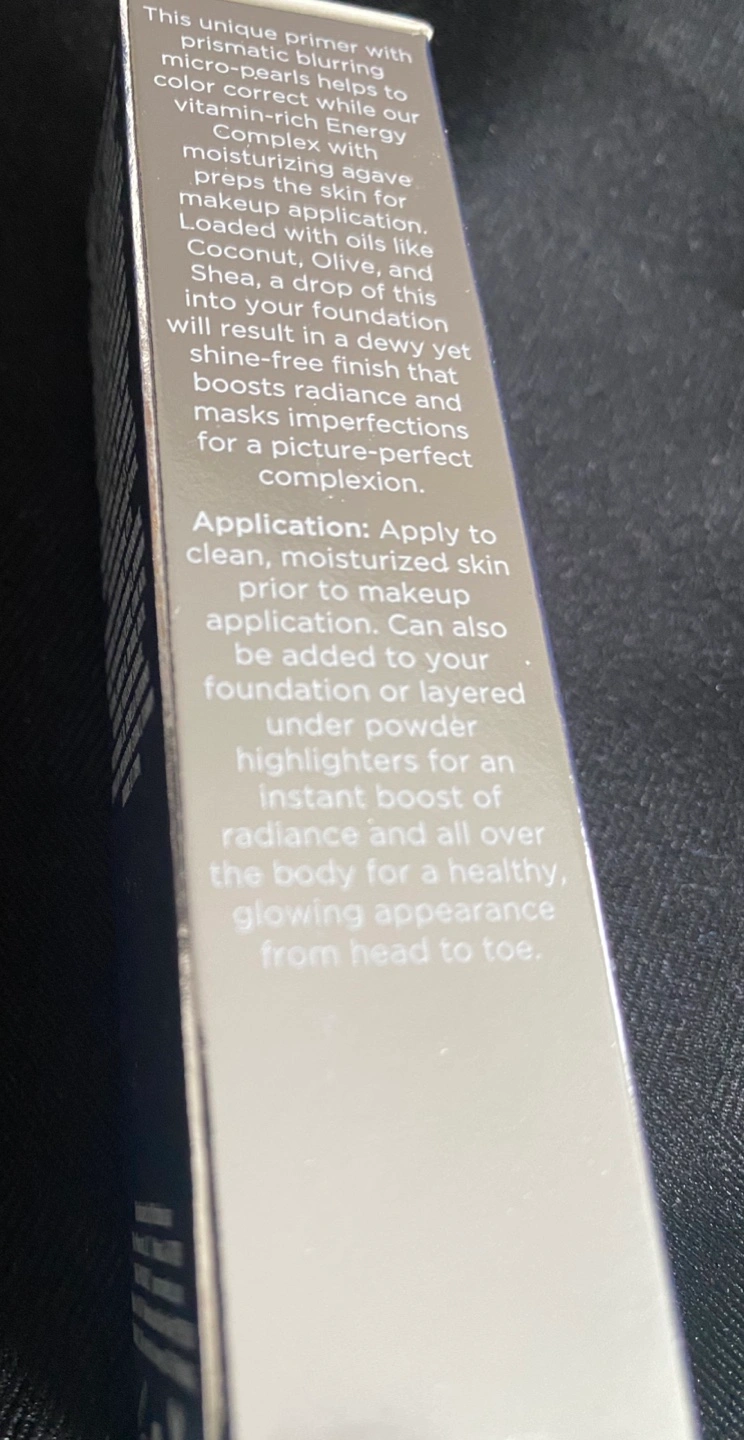 This unique primer with
prismatic blurring
micro-pearls helps to
color correct while our
vitamin-rich Energy
Complex with
moisturizing agave
preps the skin for
makeup application.
Loaded with oils like
Coconut, Olive, and
Shea, a drop of this
into your foundation
will result in a dewy yet
shine-free finish that
boosts radiance and
masks imperfections
for a picture-perfect
complexion.
Application: Apply to
clean, moisturized skin
prior to makeup
application. Can also
be added to your
foundation or layered
under powder
highlighters for an
instant boost of
radiance and all over
the body for a healthy,
glowing appearance
from head to toe.